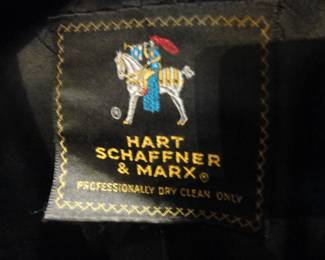 ®
HART
SCHAFFNER
& MARX®
PROFESSIONALLY DRY CLEAN ONLY